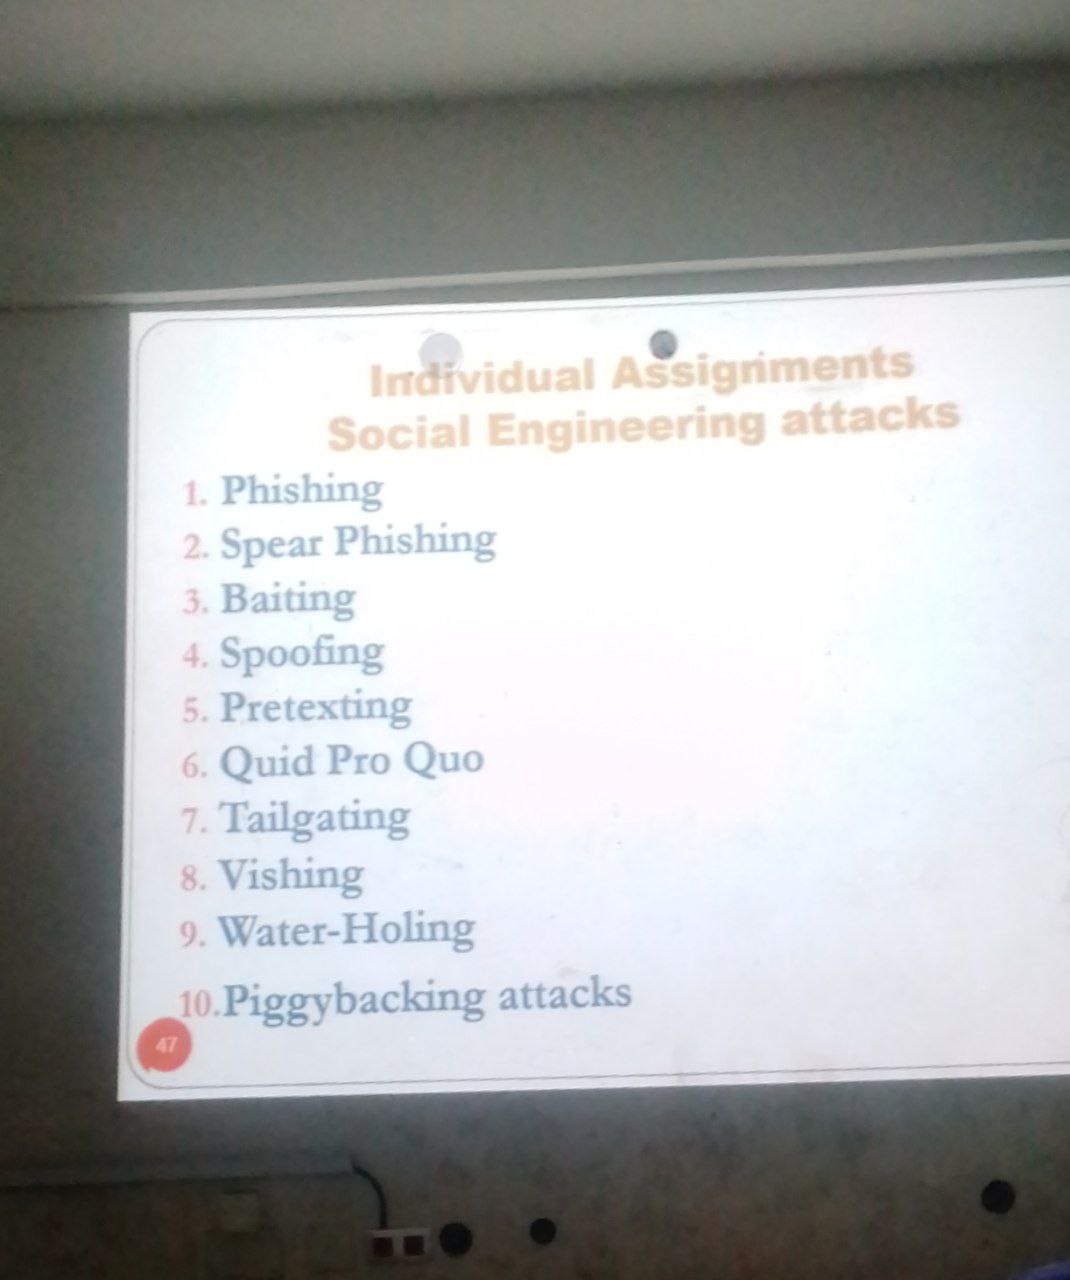 Individual Assignments
Social Engineering attacks
1. Phishing
2. Spear Phishing
3. Baiting
4. Spoofing
5. Pretexting
6. Quid Pro Quo
7. Tailgating
8. Vishing
9. Water-Holing
10.Piggybacking attacks
47